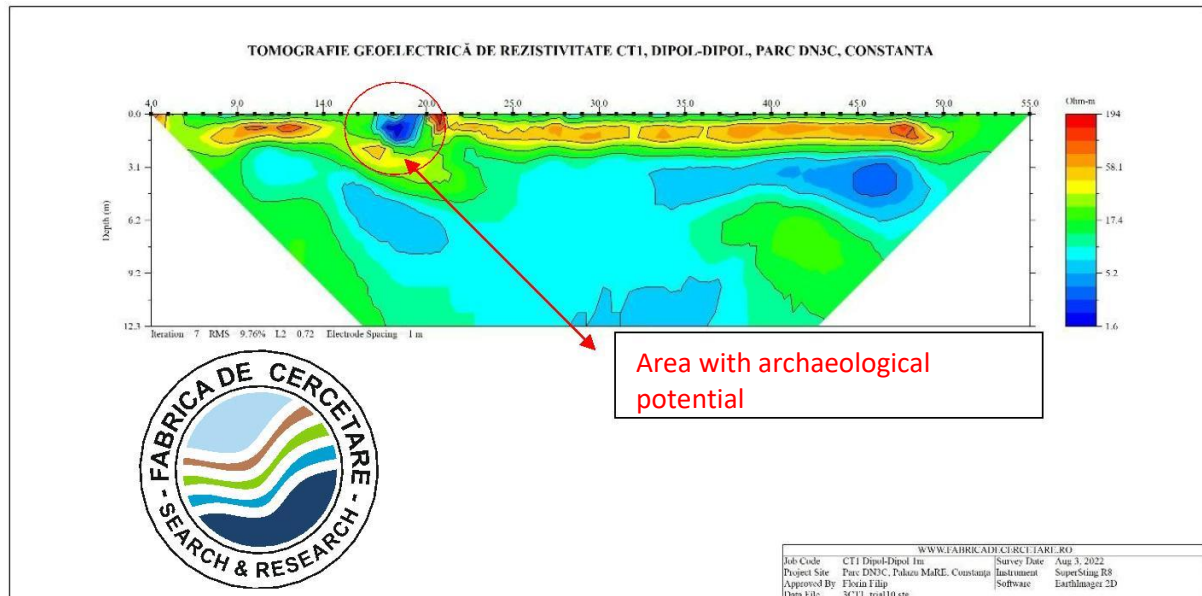 TOMOGRAFIE GEOELECTRICĂ DE REZISTIVITATE CT1, DIPOL-DIPOL, PARC DN3C, CONSTANTA
4.0 9.0 14.0 20.0 25.0 30.0 35.0 40.0 45.0 50.0 55.0
Ohm-m
0.0
3.1
6.2
9.2
12.3
Depth (m)
194
58.1
17.4
5.2
1.6
Iteration 7 RMS 9.76% L2 0.72 Electrode Spacing 1 m
Area with archaeological
potential
FABRICA DE CERCETARE
- SEARCH & RESEARCH -
WWW.FABRICADECERCETARE.RO
Job Code CT1 Dipol-Dipol 1m Survey Date Aug 3, 2022
Project Site Parc DN3C, Palazu MaRE, Constanța Instrument SuperSting R8
Approved By Florin Filip Software EarthImager 2D
Data File